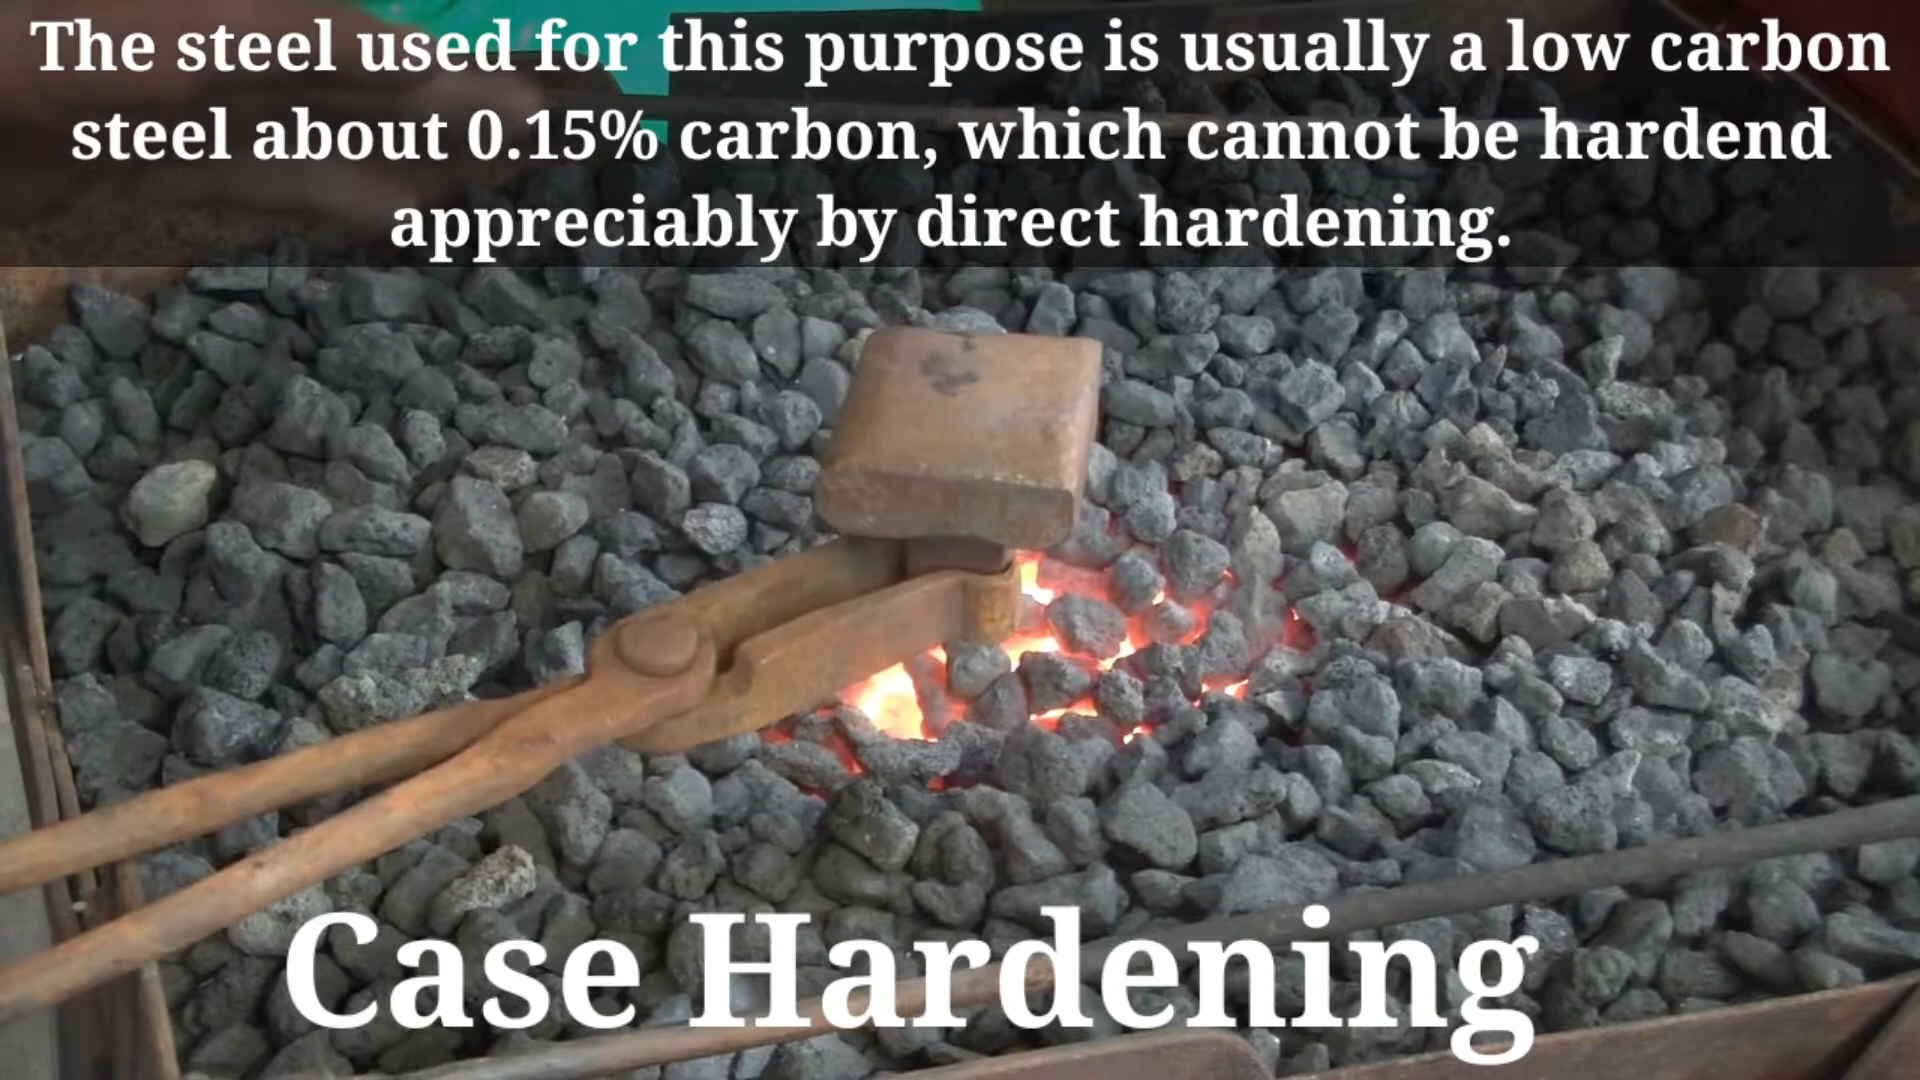 The steel used for this purpose is usually a low carbon
steel about 0.15% carbon, which cannot be hardend
appreciably by direct hardening.
Case Hardening